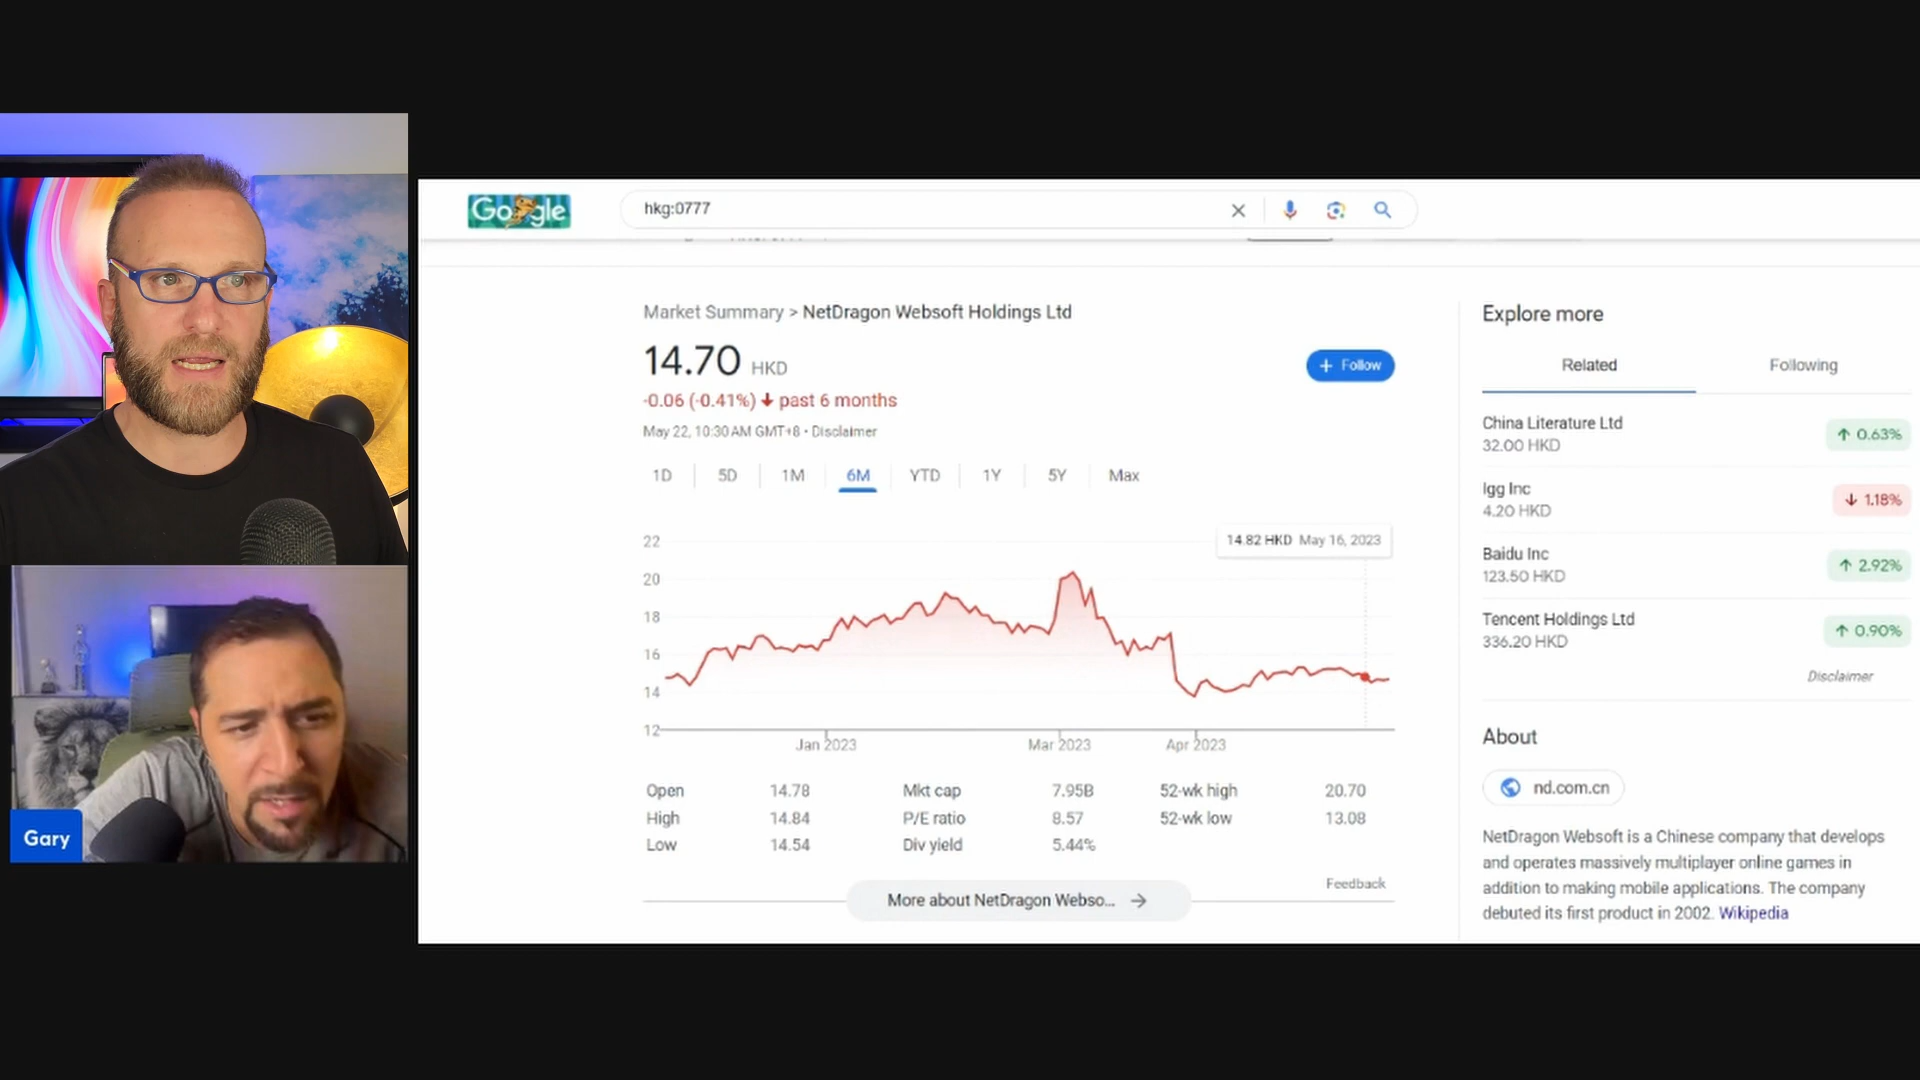 Google
hkg:0777
Market Summary > NetDragon Websoft Holdings Ltd
14.70 HKD
+ Follow
-0.06 (-0.41%) ↓ past 6 months
May 22, 10:30 AM GMT+8 • Disclaimer
1D 5D 1M 6M YTD 1Y 5Y Max
14.82 HKD May 16, 2023
22
20
18
16
14
12
Jan 2023 Mar 2023 Apr 2023
Open 14.78 Mkt cap 7.95B 52-wk high 20.70
High 14.84 P/E ratio 8.57 52-wk low 13.08
Low 14.54 Div yield 5.44%
Feedback
More about NetDragon Webso... →
Explore more
Related Following
China Literature Ltd
32.00 HKD
↑ 0.63%
Igg Inc
4.20 HKD
↓ 1.18%
Baidu Inc
123.50 HKD
↑ 2.92%
Tencent Holdings Ltd
336.20 HKD
↑ 0.90%
Disclaimer
About
nd.com.cn
NetDragon Websoft is a Chinese company that develops
and operates massively multiplayer online games in
addition to making mobile applications. The company
debuted its first product in 2002. Wikipedia
Gary